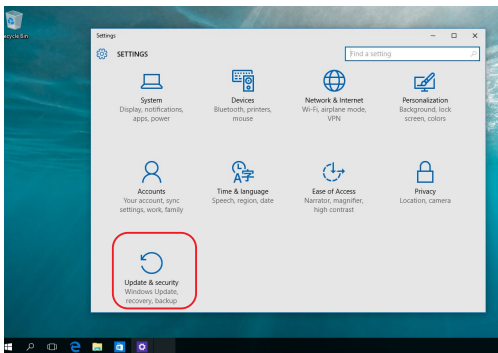 Recycle Bin
Settings
SETTINGS
Find a setting
System
Display, notifications,
apps, power
Devices
Bluetooth, printers,
mouse
Network & Internet
Wi-Fi, airplane mode,
VPN
Personalization
Background, lock
screen, colors
Accounts
Your account, sync
settings, work, family
Time & language
Speech, region, date
Ease of Access
Narrator, magnifier,
high contrast
Privacy
Location, camera
Update & security
Windows Update,
recovery, backup